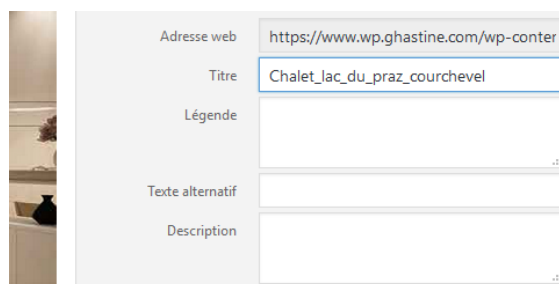 Adresse web https://www.wp.ghastine.com/wp-conter
Titre Chalet_lac_du_praz_courchevel
Légende
Texte alternatif
Description